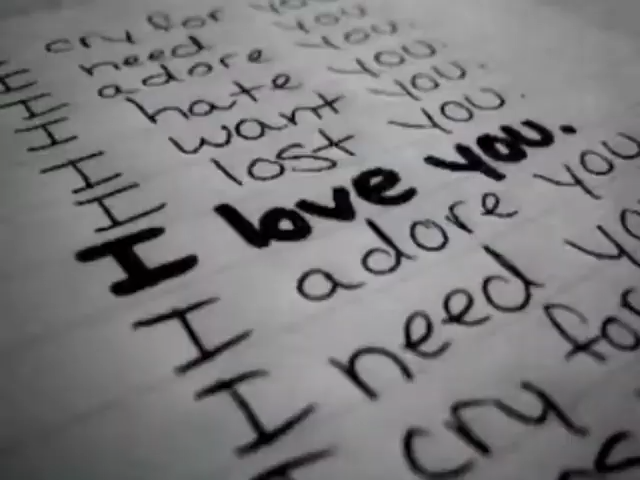 I cry for you
I need you
I adore you.
I hate you.
I want you.
I lost you.
I love you.
I adore you
I need yo
I cry for